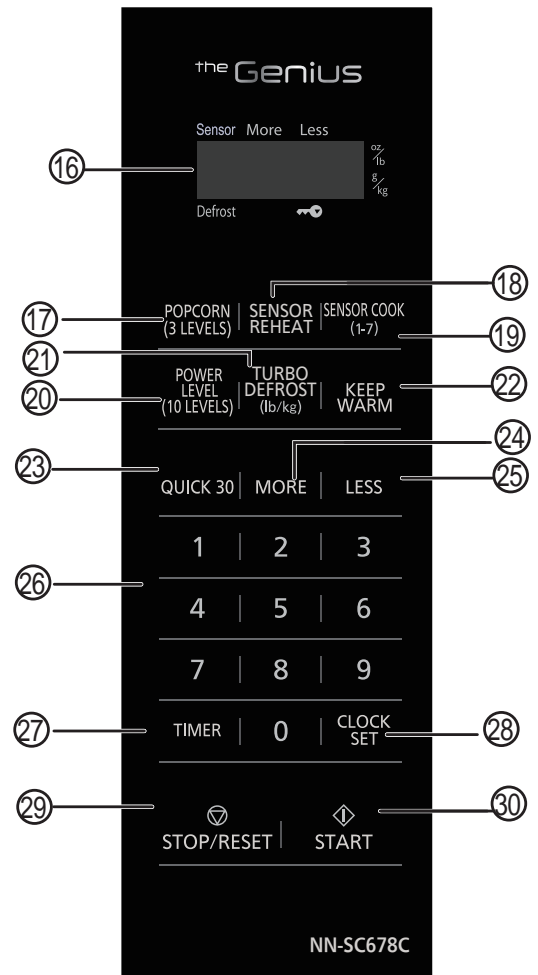 the Genius
Sensor More Less
16
oz/lb
g/kg
Defrost
17
18
19
POPCORN (3 LEVELS)
SENSOR REHEAT
SENSOR COOK (1-7)
20
21
22
POWER LEVEL (10 LEVELS)
TURBO DEFROST (lb/kg)
KEEP WARM
23
24
25
QUICK 30 MORE LESS
26
1 2 3
4 5 6
7 8 9
27
TIMER 0 CLOCK SET
28
29
30
STOP/RESET START
NN-SC678C